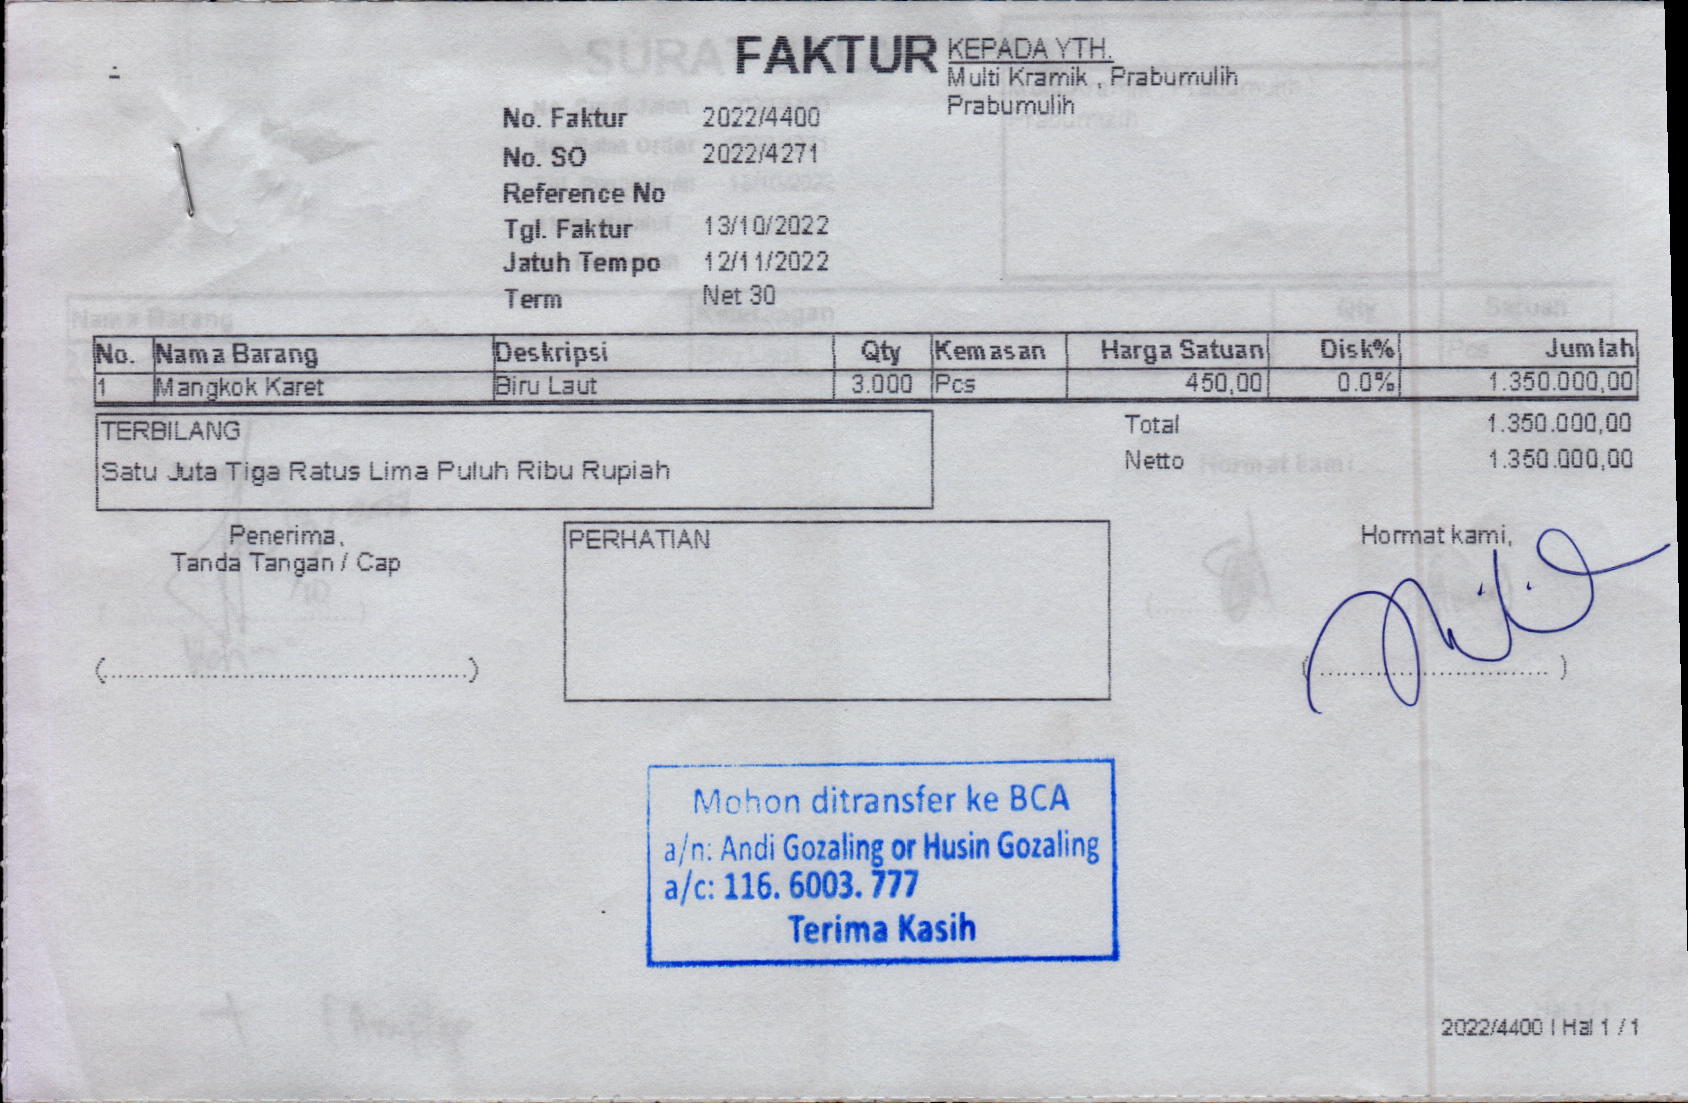 FAKTUR
KEPADA YTH.
Multi Kramik , Prabumulih
Prabumulih
No. Faktur 2022/4400
No. SO 2022/4271
Reference No
Tgl. Faktur 13/10/2022
Jatuh Tempo 12/11/2022
Term Net 30
No. Nama Barang Deskripsi Qty Kemasan Harga Satuan Disk% Jumlah
1 Mangkok Karet Biru Laut 3.000 Pcs 450,00 0.0% 1.350.000,00
TERBILANG
Satu Juta Tiga Ratus Lima Puluh Ribu Rupiah
Total 1.350.000,00
Netto 1.350.000,00
Penerima,
Tanda Tangan / Cap
(................................................)
PERHATIAN
Hormat kami,
(................................)
Mohon ditransfer ke BCA
a/n: Andi Gozaling or Husin Gozaling
a/c: 116. 6003. 777
Terima Kasih
2022/4400 | Hal 1 / 1